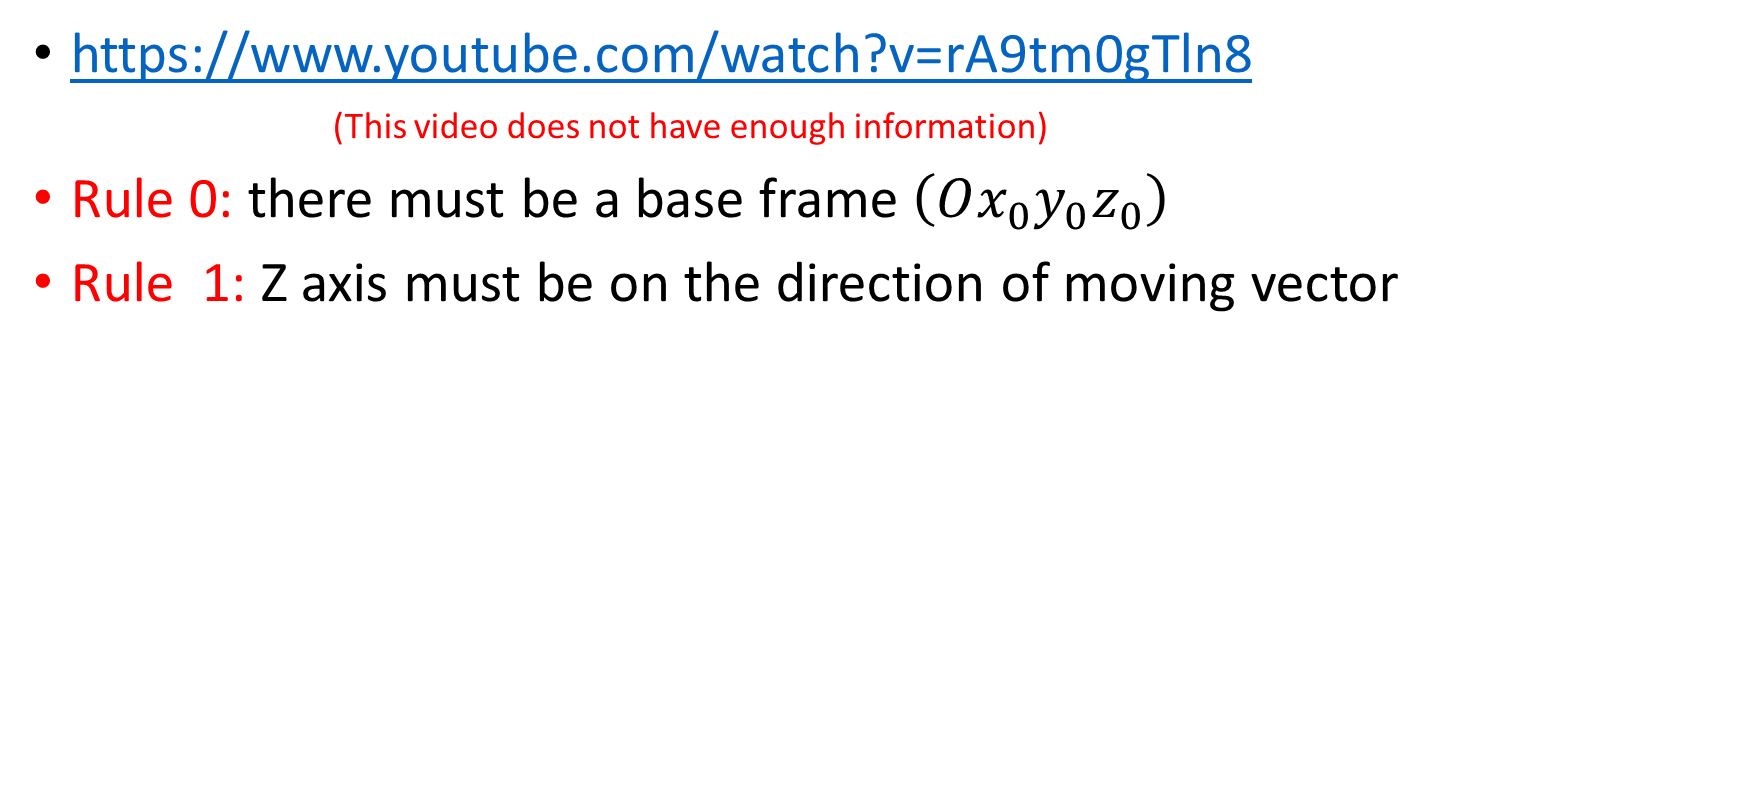 • https://www.youtube.com/watch?v=rA9tm0gTln8
(This video does not have enough information)
• Rule 0: there must be a base frame (Ox₀y₀z₀)
• Rule  1: Z axis must be on the direction of moving vector